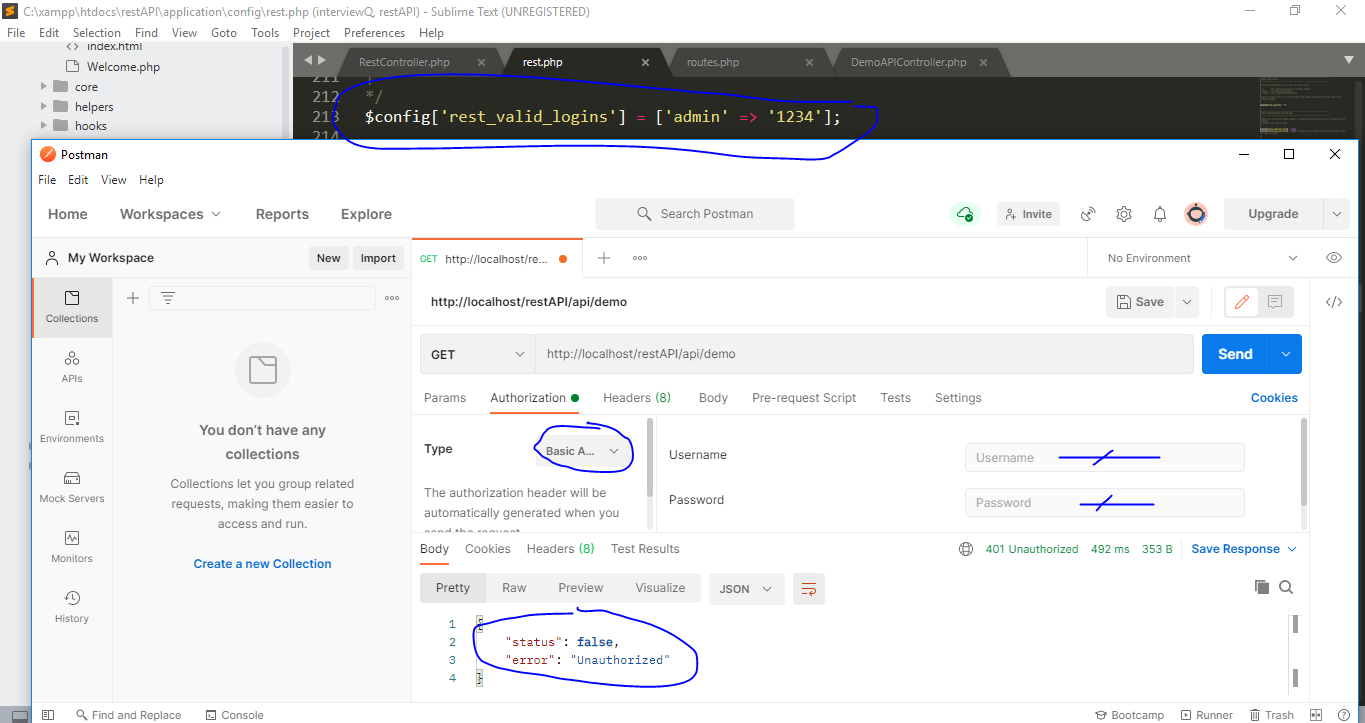 C:\xampp\htdocs\restAPI\application\config\rest.php (interviewQ, restAPI) - Sublime Text (UNREGISTERED)
File Edit Selection Find View Goto Tools Project Preferences Help
index.html
Welcome.php
core
helpers
hooks
RestController.php rest.php routes.php DemoAPIController.php
211
212 */
213 $config['rest_valid_logins'] = ['admin' => '1234'];
214
Postman
File Edit View Help
Home Workspaces Reports Explore Search Postman Invite Upgrade
My Workspace New Import GET http://localhost/re... No Environment
Collections
APIs
Environments
Mock Servers
Monitors
History
You don't have any
collections
Collections let you group related
requests, making them easier to
access and run.
Create a new Collection
http://localhost/restAPI/api/demo Save
GET http://localhost/restAPI/api/demo Send
Params Authorization Headers (8) Body Pre-request Script Tests Settings Cookies
Type Basic A...
The authorization header will be
automatically generated when you
send the request.
Username Username
Password Password
Body Cookies Headers (8) Test Results 401 Unauthorized 492 ms 353 B Save Response
Pretty Raw Preview Visualize JSON
1 {
2 "status": false,
3 "error": "Unauthorized"
4 }
Find and Replace Console Bootcamp Runner Trash